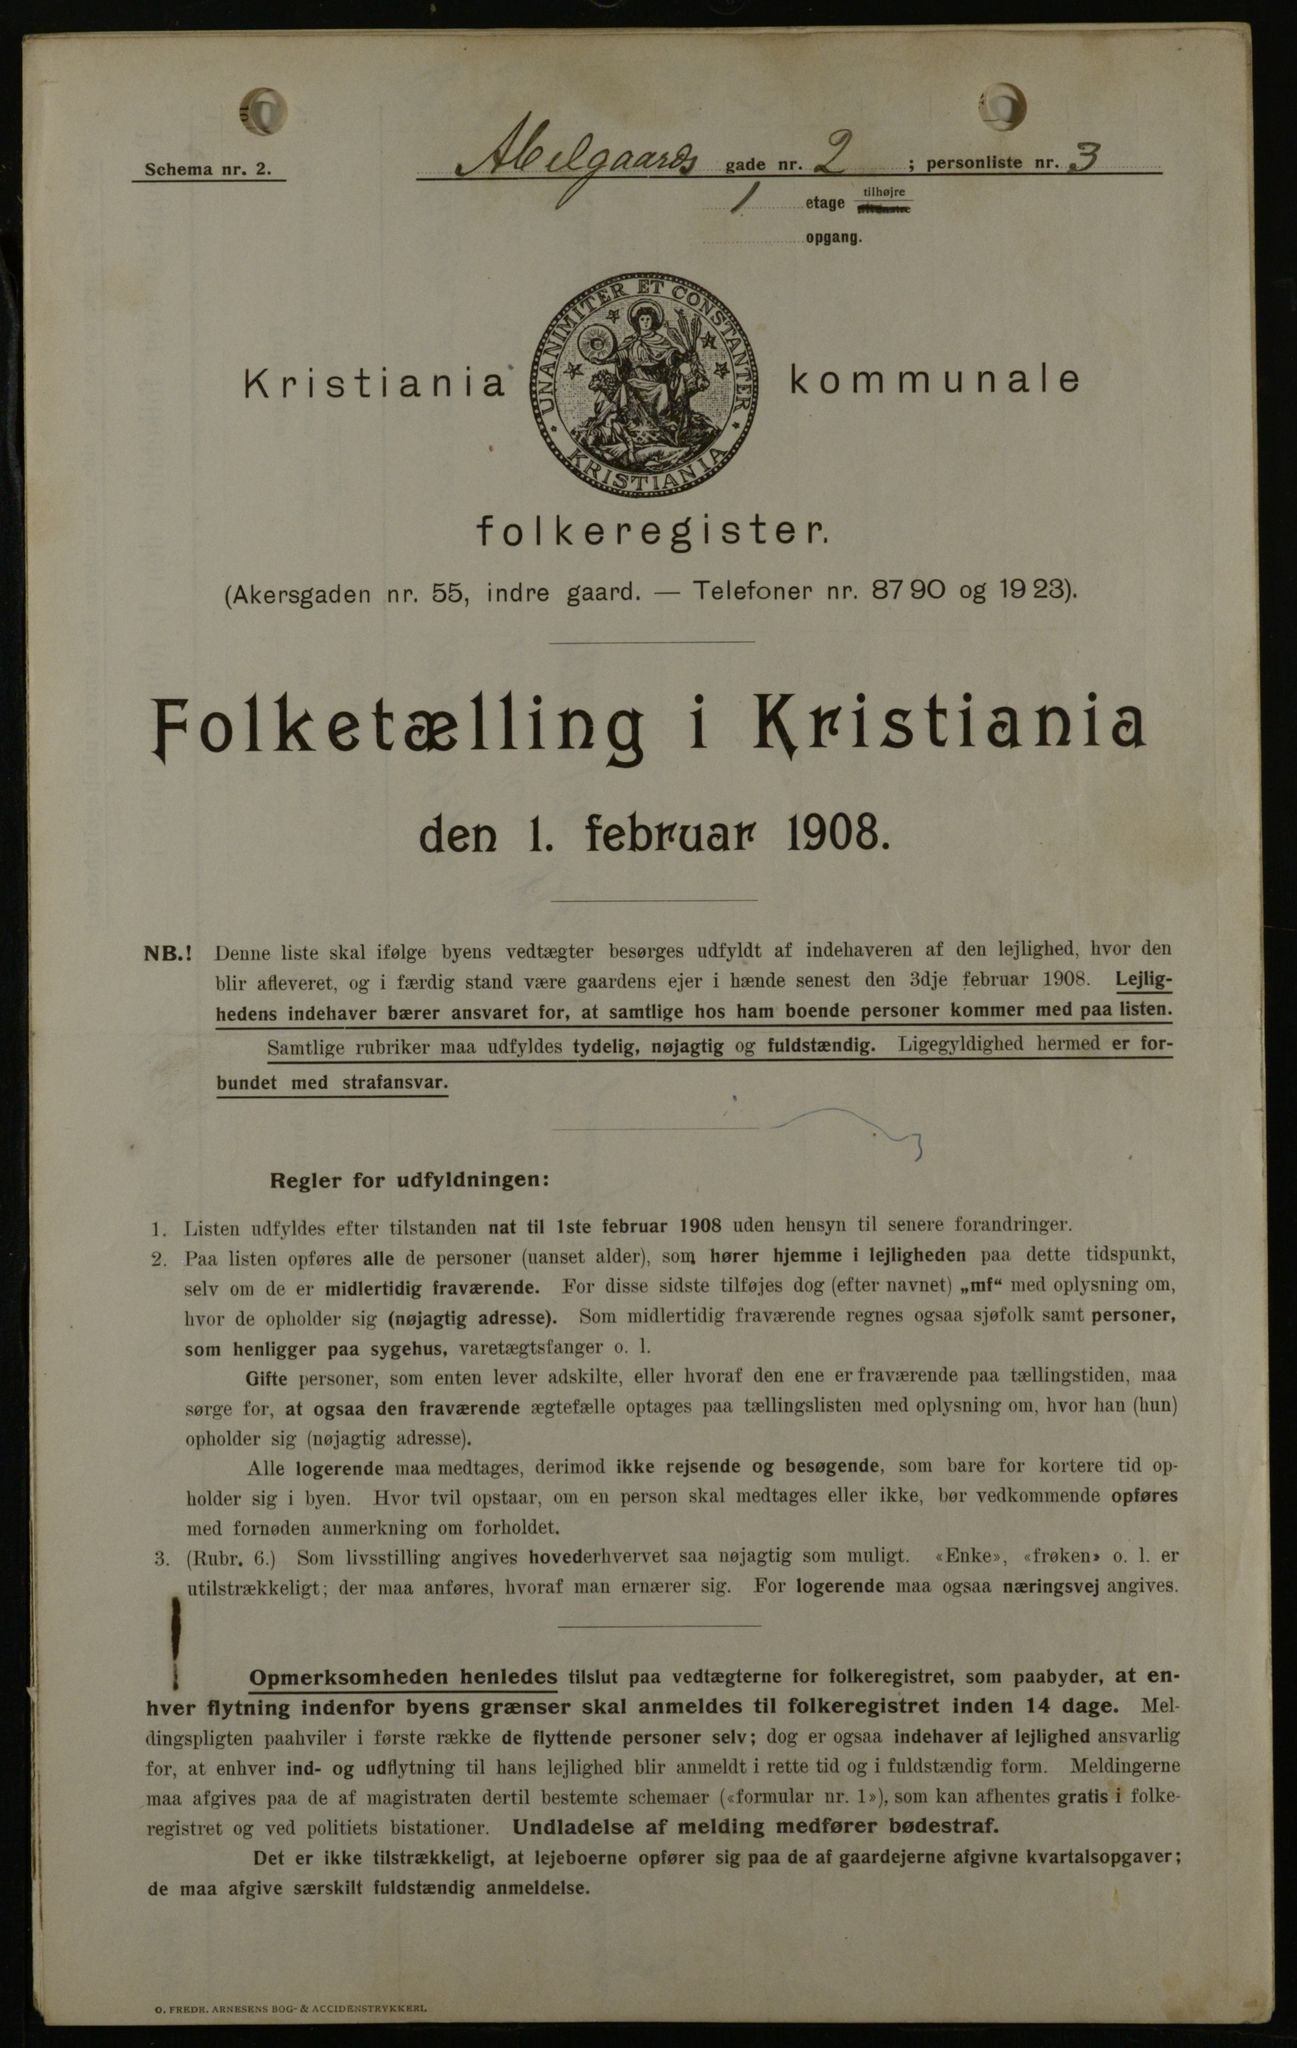 Schema nr. 2.
Abelgaards gade nr. 2 ; personliste nr. 3
1 etage tilhøjre
opgang.
UNANIMITER ET CONSTANTER
KRISTIANIA
Kristiania kommunale
folkeregister.
(Akersgaden nr. 55, indre gaard. — Telefoner nr. 8790 og 1923).
Folketælling i Kristiania
den 1. februar 1908.
NB.! Denne liste skal ifølge byens vedtægter besørges udfyldt af indehaveren af den lejlighed, hvor den
blir afleveret, og i færdig stand være gaardens ejer i hænde senest den 3dje februar 1908. Lejlig-
hedens indehaver bærer ansvaret for, at samtlige hos ham boende personer kommer med paa listen.
Samtlige rubriker maa udfyldes tydelig, nøjagtig og fuldstændig. Ligegyldighed hermed er for-
bundet med strafansvar.
Regler for udfyldningen:
1. Listen udfyldes efter tilstanden nat til 1ste februar 1908 uden hensyn til senere forandringer.
2. Paa listen opføres alle de personer (uanset alder), som hører hjemme i lejligheden paa dette tidspunkt,
selv om de er midlertidig fraværende. For disse sidste tilføjes dog (efter navnet) „mf“ med oplysning om,
hvor de opholder sig (nøjagtig adresse). Som midlertidig fraværende regnes ogsaa sjøfolk samt personer,
som henligger paa sygehus, varetægtsfanger o. l.
Gifte personer, som enten lever adskilte, eller hvoraf den ene er fraværende paa tællingstiden, maa
sørge for, at ogsaa den fraværende ægtefælle optages paa tællingslisten med oplysning om, hvor han (hun)
opholder sig (nøjagtig adresse).
Alle logerende maa medtages, derimod ikke rejsende og besøgende, som bare for kortere tid op-
holder sig i byen. Hvor tvil opstaar, om en person skal medtages eller ikke, bør vedkommende opføres
med fornøden anmerkning om forholdet.
3. (Rubr. 6.) Som livsstilling angives hovederhvervet saa nøjagtig som muligt. «Enke», «frøken» o. l. er
utilstrækkeligt; der maa anføres, hvoraf man ernærer sig. For logerende maa ogsaa næringsvej angives.
Opmerksomheden henledes tilslut paa vedtægterne for folkeregistret, som paabyder, at en-
hver flytning indenfor byens grænser skal anmeldes til folkeregistret inden 14 dage. Mel-
dingspligten paahviler i første række de flyttende personer selv; dog er ogsaa indehaver af lejlighed ansvarlig
for, at enhver ind- og udflytning til hans lejlighed blir anmeldt i rette tid og i fuldstændig form. Meldingerne
maa afgives paa de af magistraten dertil bestemte schemaer («formular nr. 1»), som kan afhentes gratis i folke-
registret og ved politiets bistationer. Undladelse af melding medfører bødestraf.
Det er ikke tilstrækkeligt, at lejeboerne opfører sig paa de af gaardejerne afgivne kvartalsopgaver;
de maa afgive særskilt fuldstændig anmeldelse.
O. FREDR. ARNESENS BOG- & ACCIDENSTRYKKERI.